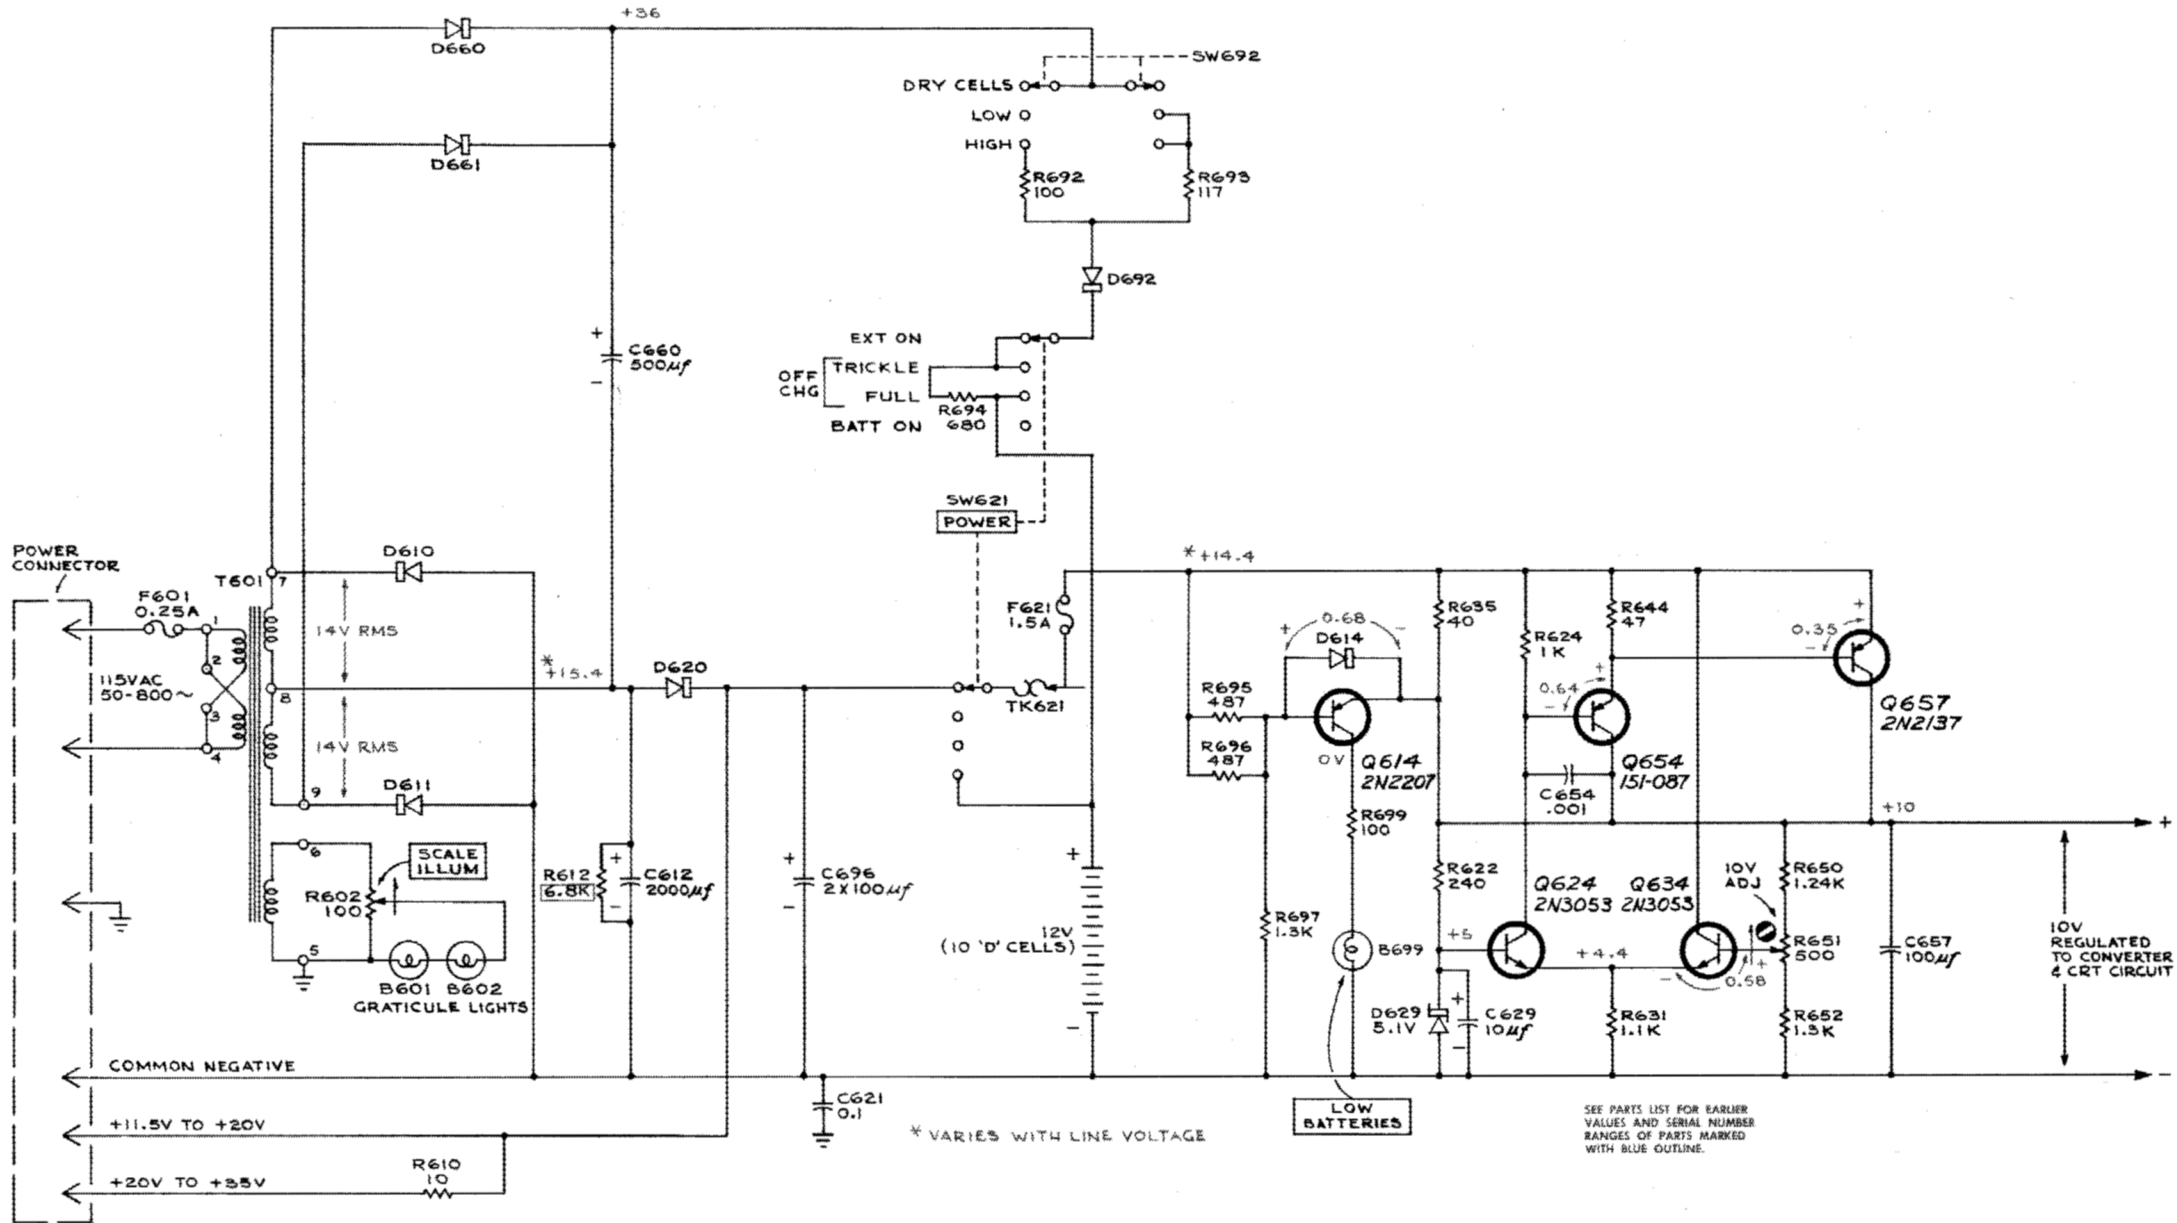 +36
D660
SW692
DRY CELLS
LOW
HIGH
D661
R692
100
R693
117
D692
+
C660
500µf
−
EXT ON
OFF
CHG
TRICKLE
FULL
R694
680
BATT ON
SW621
POWER
POWER
CONNECTOR
F601
0.25A
T601
7
D610
14V RMS
1
2
3
4
115VAC
50-800~
*
+15.4
8
14V RMS
D620
D611
9
TK621
F621
1.5A
*+14.4
R695
487
R696
487
+ 0.68 −
D614
0V
Q614
2N2207
R635
40
R624
1K
R644
47
0.64
−
+
Q654
151-087
C654
.001
0.35
−
+
Q657
2N2137
+10
+
6
SCALE
ILLUM
R602
100
5
B601
B602
GRATICULE LIGHTS
R612
6.8K
+
C612
2000µf
−
+
C696
2X100µf
−
+
12V
(10 'D' CELLS)
−
R697
1.3K
R699
100
B699
LOW
BATTERIES
R622
240
+5
D629
5.1V
+
C629
10µf
−
Q624
2N3053
Q634
2N3053
+4.4
−
0.58
+
R631
1.1K
10V
ADJ
R650
1.24K
R651
500
R652
1.3K
C657
100µf
10V
REGULATED
TO CONVERTER
& CRT CIRCUIT
−
COMMON NEGATIVE
C621
0.1
+11.5V TO +20V
R610
10
+20V TO +35V
* VARIES WITH LINE VOLTAGE
SEE PARTS LIST FOR EARLIER
VALUES AND SERIAL NUMBER
RANGES OF PARTS MARKED
WITH BLUE OUTLINE.